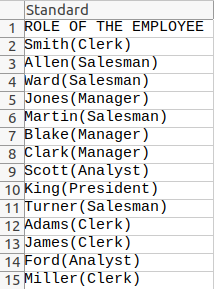 Standard
1 ROLE OF THE EMPLOYEE
2 Smith(Clerk)
3 Allen(Salesman)
4 Ward(Salesman)
5 Jones(Manager)
6 Martin(Salesman)
7 Blake(Manager)
8 Clark(Manager)
9 Scott(Analyst)
10 King(President)
11 Turner(Salesman)
12 Adams(Clerk)
13 James(Clerk)
14 Ford(Analyst)
15 Miller(Clerk)